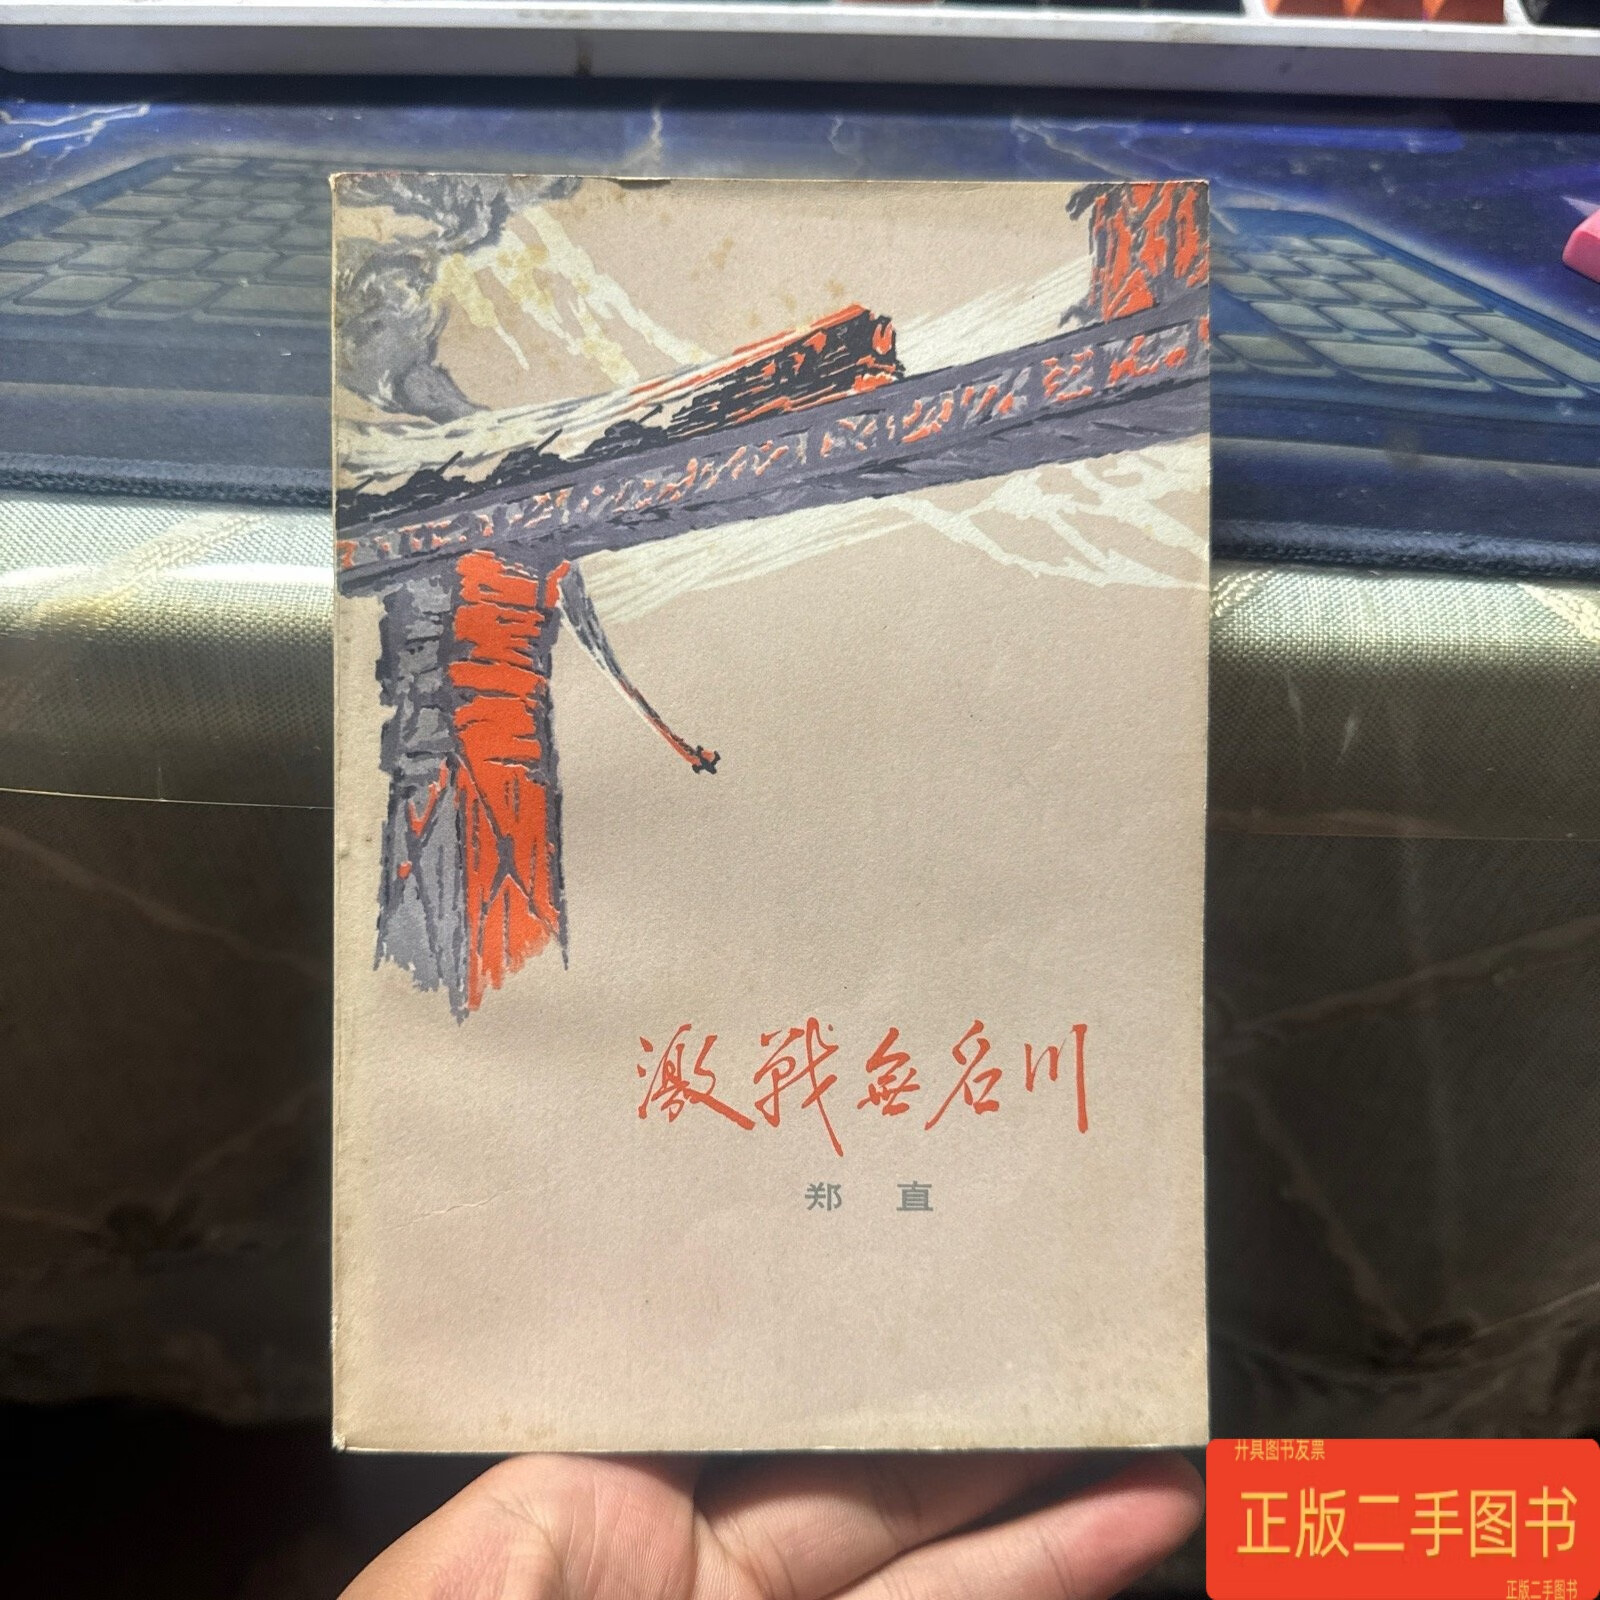 激戰無名川
郑 直
开具图书发票
正版二手图书
正版二手图书